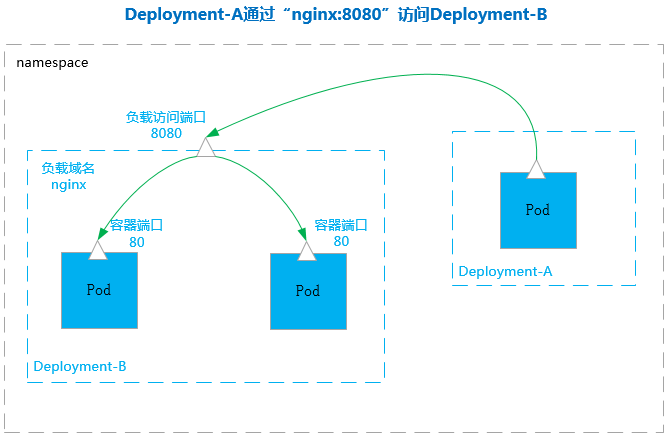 Deployment-A通过“nginx:8080”访问Deployment-B
namespace
负载访问端口
8080
负载域名
nginx
容器端口
80
容器端口
80
Pod
Pod
Pod
Deployment-A
Deployment-B